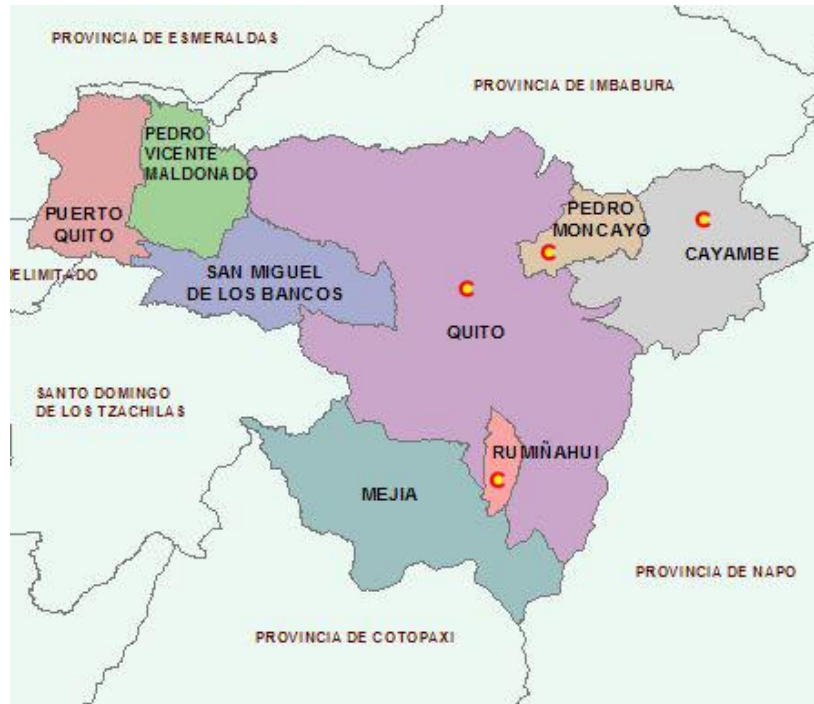 PROVINCIA DE ESMERALDAS
PROVINCIA DE IMBABURA
PEDRO
VICENTE
MALDONADO
PUERTO
QUITO
PEDRO
MONCAYO
C
C
CAYAMBE
ELIMITADO
SAN MIGUEL
DE LOS BANCOS
C
QUITO
SANTO DOMINGO
DE LOS TZACHILAS
RUMIÑAHUI
C
MEJIA
PROVINCIA DE NAPO
PROVINCIA DE COTOPAXI